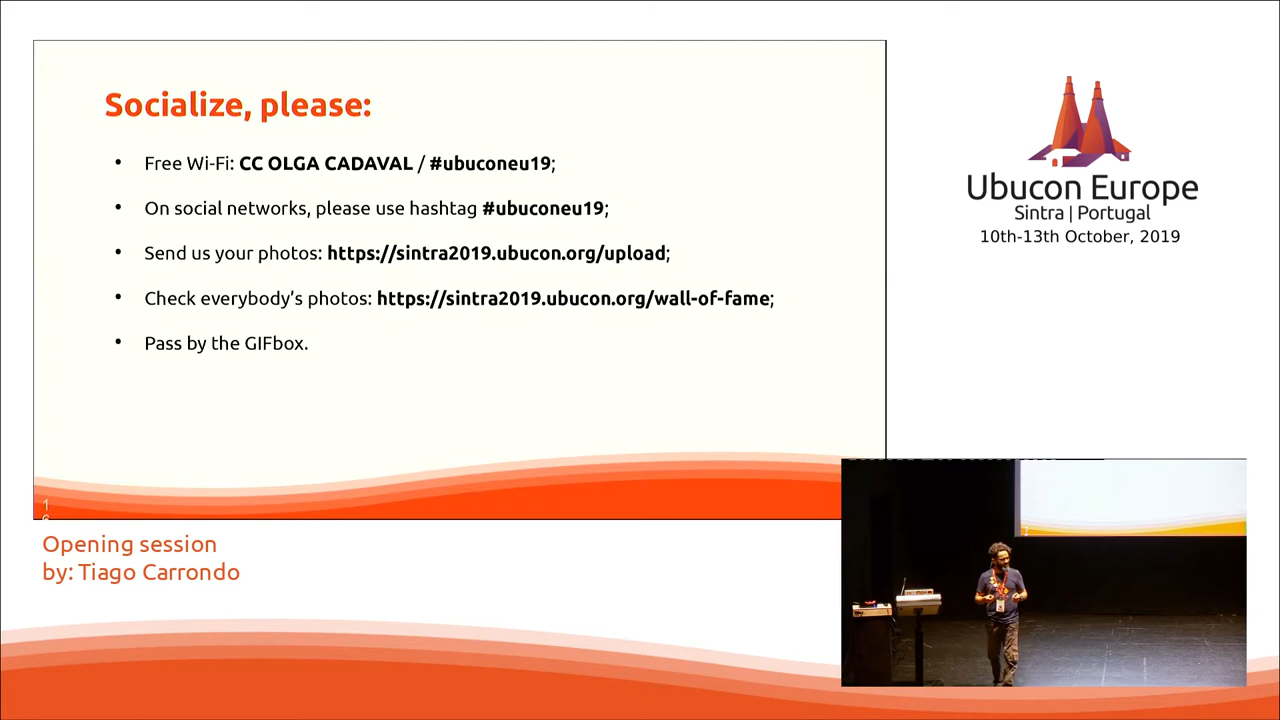 Socialize, please:
• Free Wi-Fi: CC OLGA CADAVAL / #ubuconeu19;
• On social networks, please use hashtag #ubuconeu19;
• Send us your photos: https://sintra2019.ubucon.org/upload;
• Check everybody’s photos: https://sintra2019.ubucon.org/wall-of-fame;
• Pass by the GIFbox.
Ubucon Europe
Sintra | Portugal
10th-13th October, 2019
Opening session
by: Tiago Carrondo